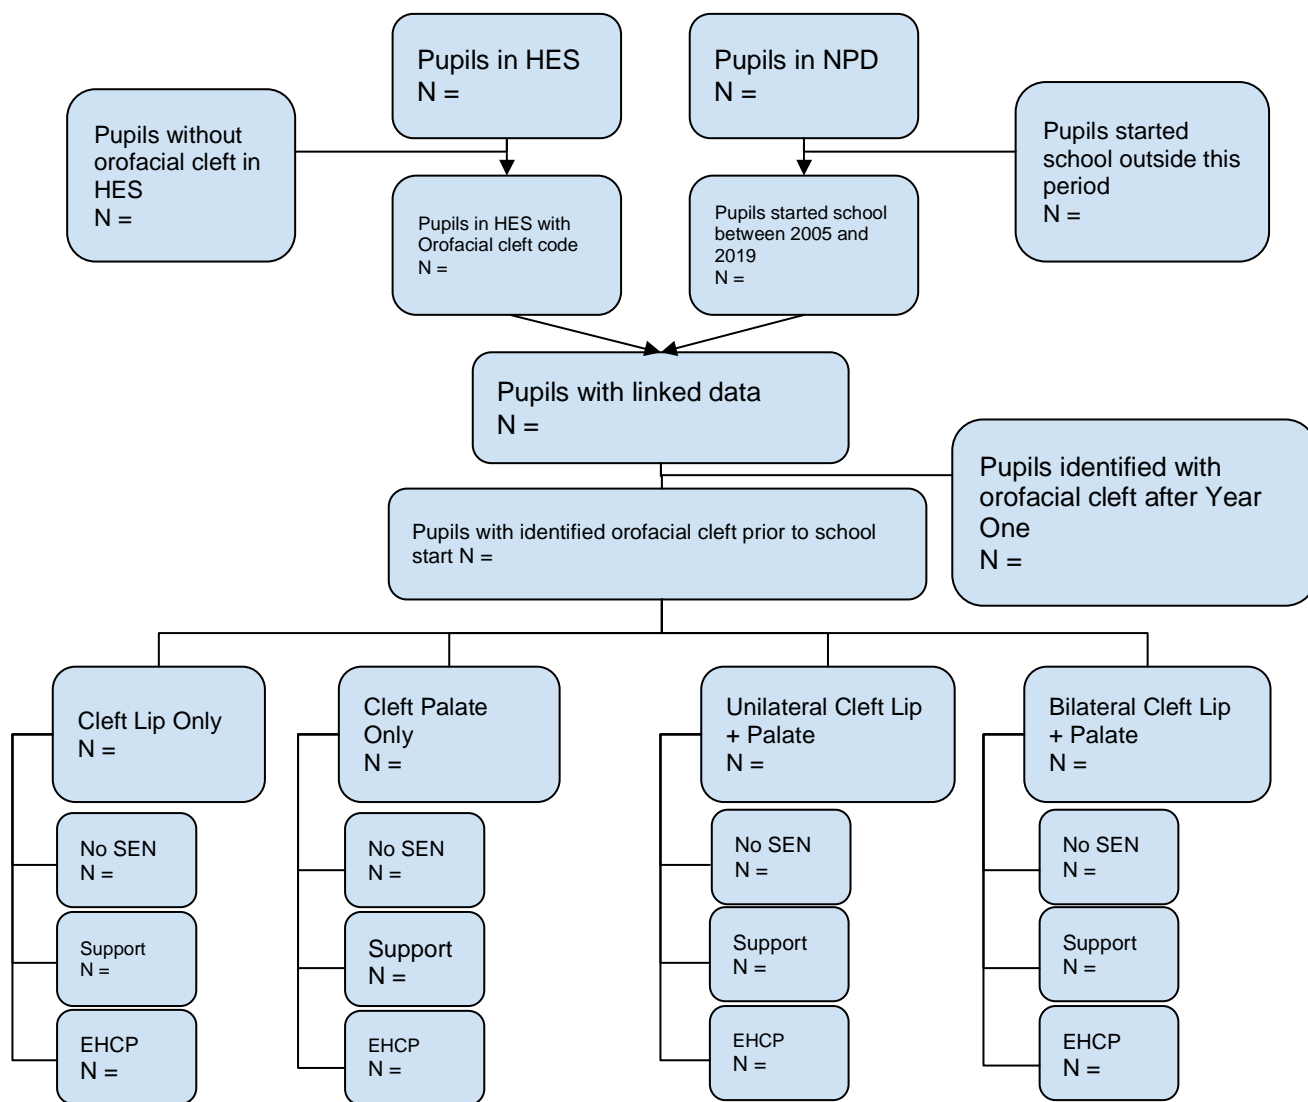 Pupils in HES
N =
Pupils in NPD
N =
Pupils without
orofacial cleft in
HES
N =
Pupils started
school outside this
period
N =
Pupils in HES with
Orofacial cleft code
N =
Pupils started school
between 2005 and
2019
N =
Pupils with linked data
N =
Pupils identified with
orofacial cleft after Year
One
N =
Pupils with identified orofacial cleft prior to school
start N =
Cleft Lip Only
N =
Cleft Palate
Only
N =
Unilateral Cleft Lip
+ Palate
N =
Bilateral Cleft Lip
+ Palate
N =
No SEN
N =
No SEN
N =
No SEN
N =
No SEN
N =
Support
N =
Support
N =
Support
N =
Support
N =
EHCP
N =
EHCP
N =
EHCP
N =
EHCP
N =